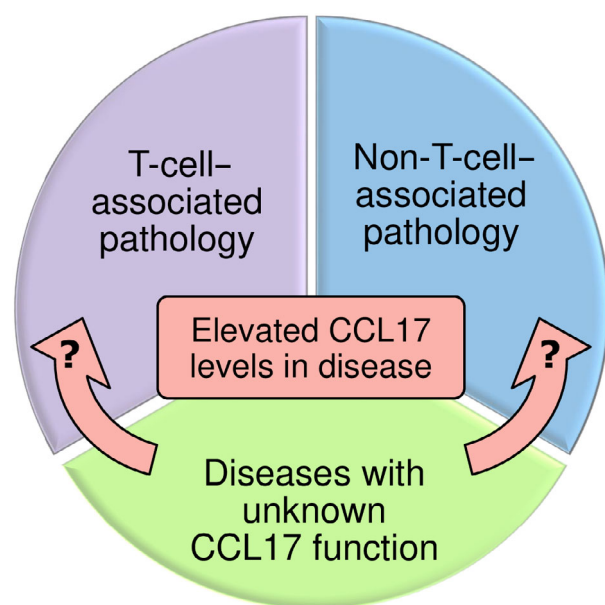 T-cell–
associated
pathology
Non-T-cell–
associated
pathology
Elevated CCL17
levels in disease
?
?
Diseases with
unknown
CCL17 function